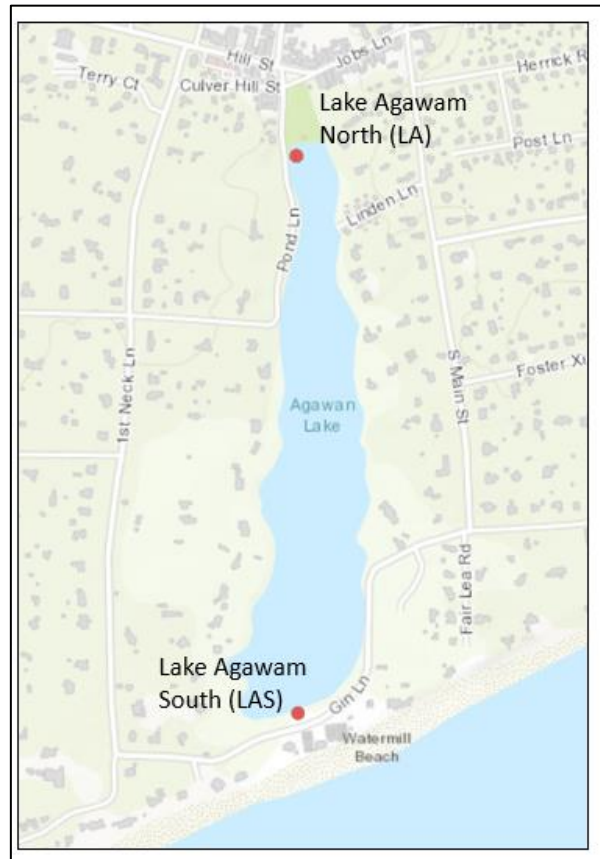 Hill St
Jobs Ln
Terry Ct
Culver Hill St
Herrick R
Lake Agawam
North (LA)
Post Ln
Linden Ln
Pond Ln
1st Neck Ln
S Main St
Foster Xi
Agawan
Lake
Fair Lea Rd
Lake Agawam
South (LAS)
Gin Ln
Watermill
Beach